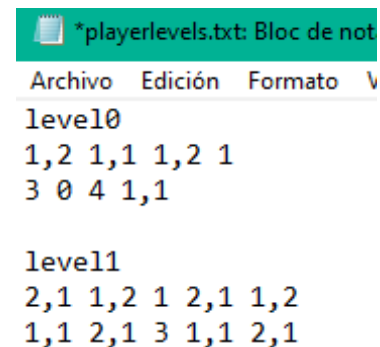 *playerlevels.txt: Bloc de not
Archivo Edición Formato
level0
1,2 1,1 1,2 1
3 0 4 1,1

level1
2,1 1,2 1 2,1 1,2
1,1 2,1 3 1,1 2,1